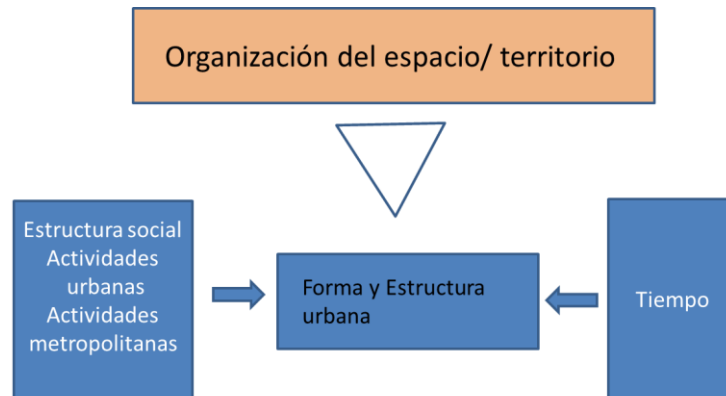 Organización del espacio/ territorio
Estructura social
Actividades
urbanas
Actividades
metropolitanas
Forma y Estructura
urbana
Tiempo